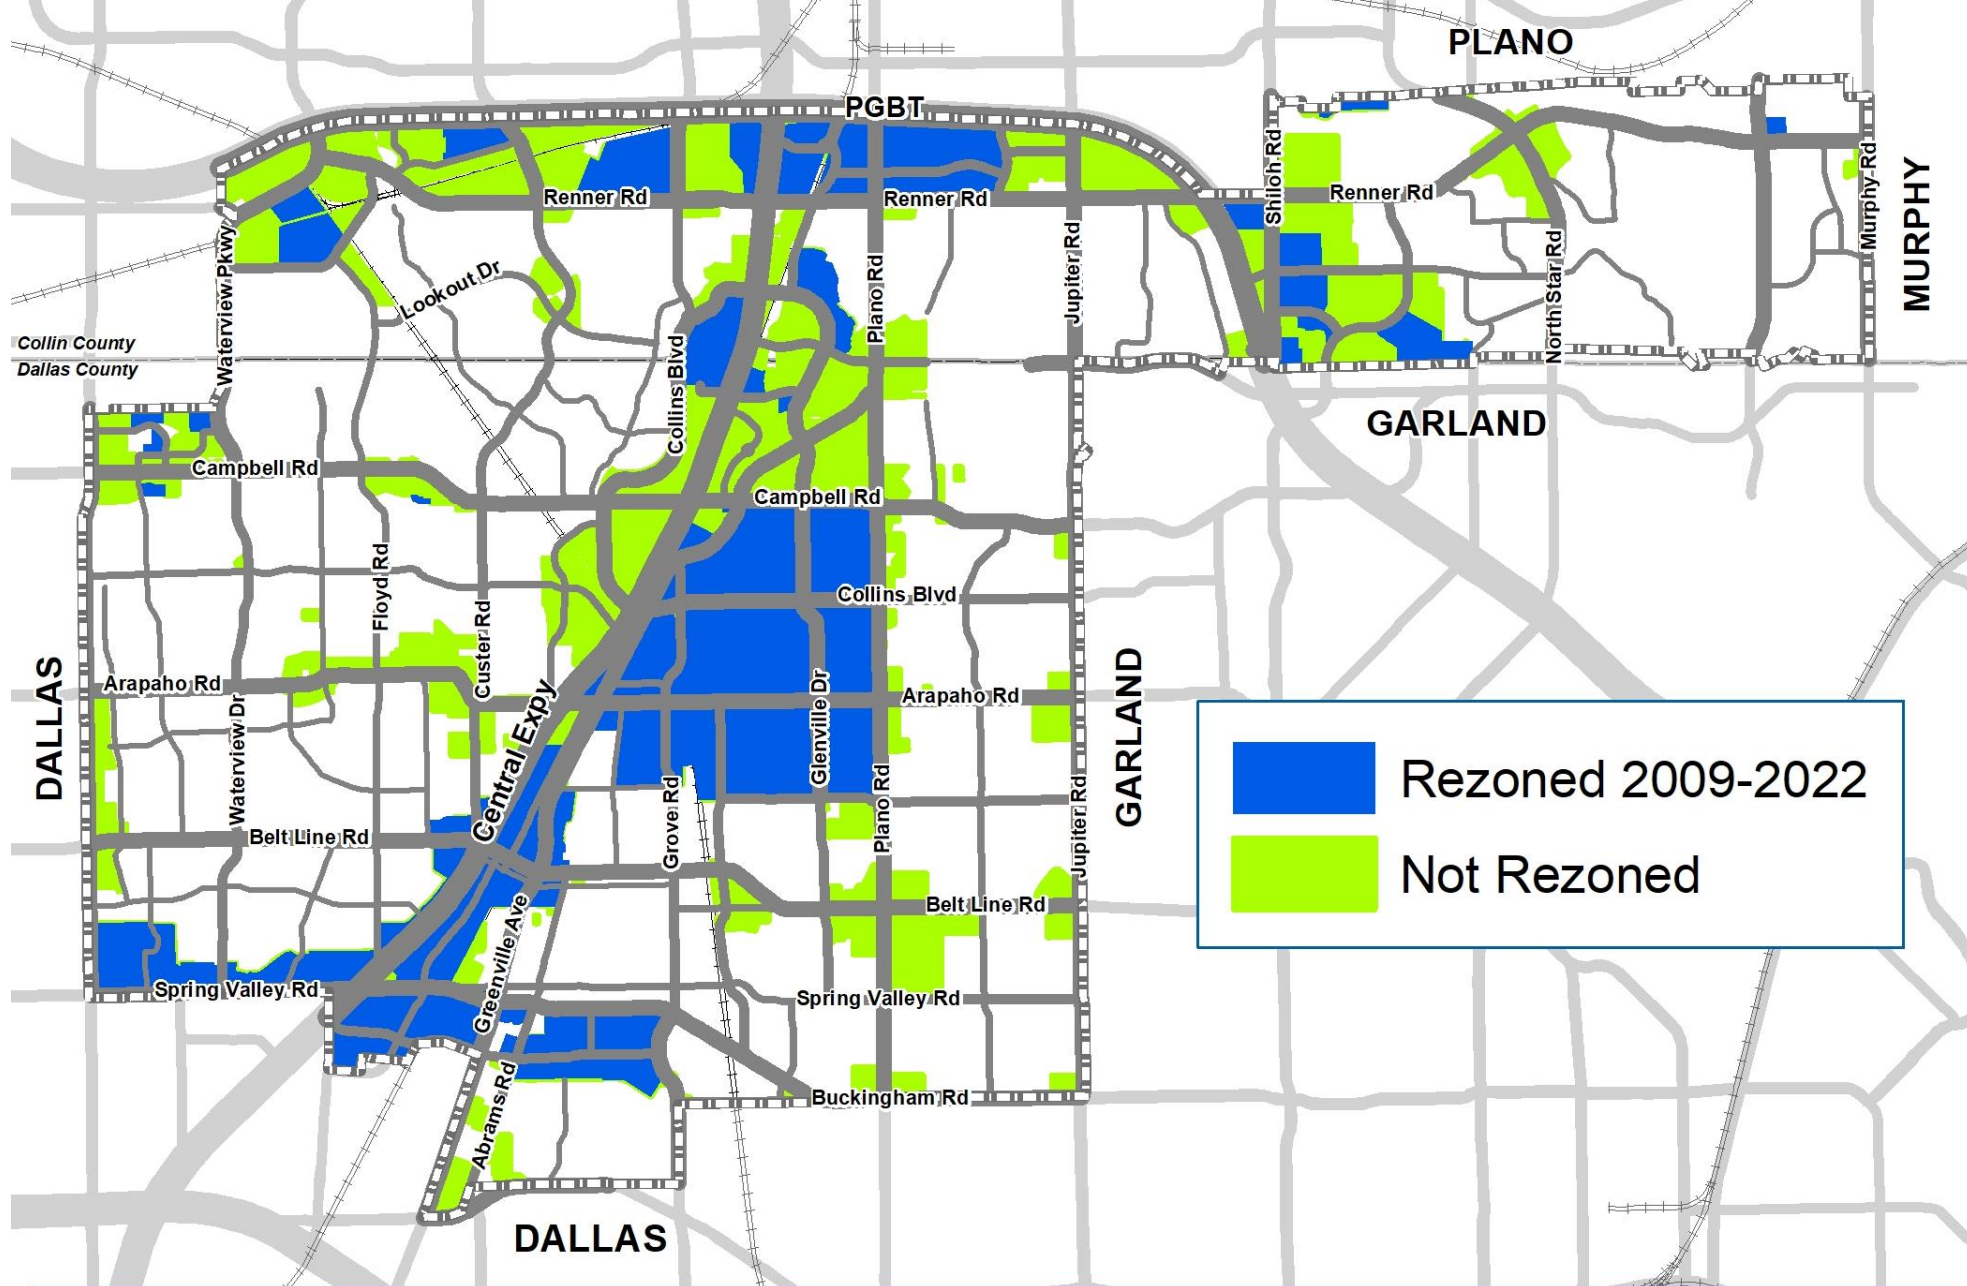 PLANO
PGBT
Renner Rd
Renner Rd
Shiloh Rd
Renner Rd
Murphy Rd
MURPHY
Waterview Pkwy
Lookout Dr
Plano Rd
Jupiter Rd
North Star Rd
Collin County
Dallas County
Collins Blvd
GARLAND
Campbell Rd
Campbell Rd
Floyd Rd
Custer Rd
Collins Blvd
DALLAS
Arapaho Rd
Waterview Dr
Central Expy
Glenville Dr
Arapaho Rd
GARLAND
Rezoned 2009-2022
Not Rezoned
Belt Line Rd
Grove Rd
Plano Rd
Jupiter Rd
Belt Line Rd
Greenville Ave
Spring Valley Rd
Spring Valley Rd
Abrams Rd
Buckingham Rd
DALLAS